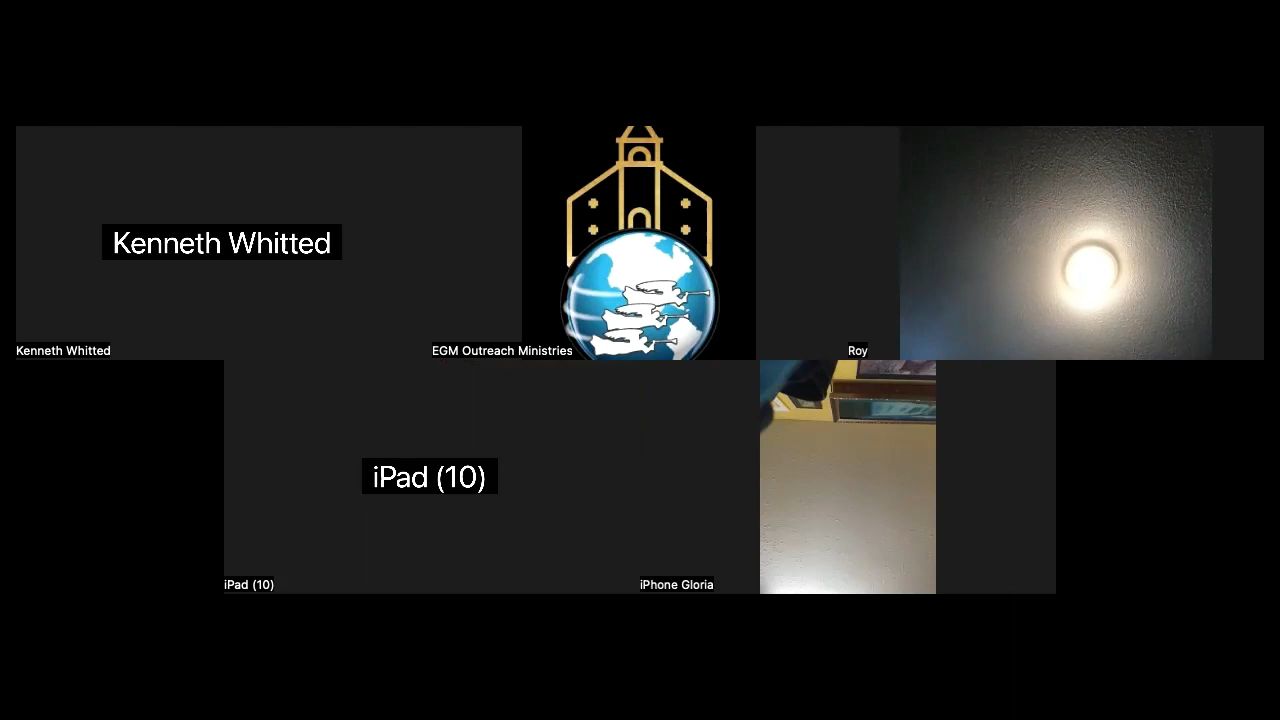 Kenneth Whitted
Kenneth Whitted
EGM Outreach Ministries
Roy
iPad (10)
iPad (10)
iPhone Gloria